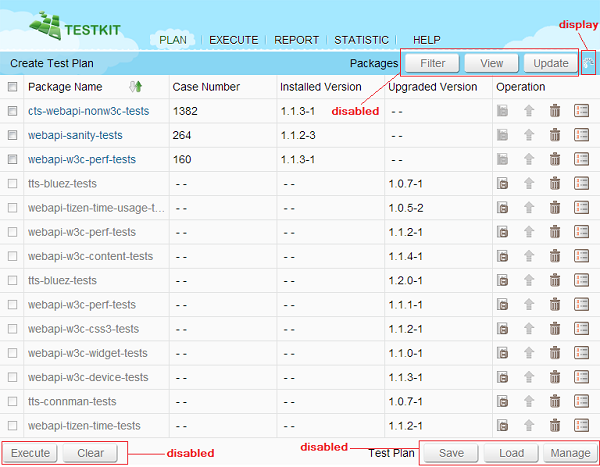 TESTKIT
PLAN EXECUTE REPORT STATISTIC HELP
display
Create Test Plan Packages Filter View Update
Package Name Case Number Installed Version Upgraded Version Operation
disabled
cts-webapi-nonw3c-tests 1382 1.1.3-1 - -
webapi-sanity-tests 264 1.1.2-3 - -
webapi-w3c-perf-tests 160 1.1.3-1 - -
tts-bluez-tests - - 1.0.7-1
webapi-tizen-time-usage-t... - - 1.0.5-2
webapi-w3c-perf-tests - - 1.1.2-1
webapi-w3c-content-tests - - 1.1.4-1
tts-bluez-tests - - 1.2.0-1
webapi-w3c-perf-tests - - 1.1.1-1
webapi-w3c-css3-tests - - 1.1.2-1
webapi-w3c-widget-tests - - 1.1.0-1
webapi-w3c-device-tests - - 1.1.3-1
tts-connman-tests - - 1.0.7-1
webapi-tizen-time-tests - - 1.1.2-1
Execute Clear disabled disabled Test Plan Save Load Manage